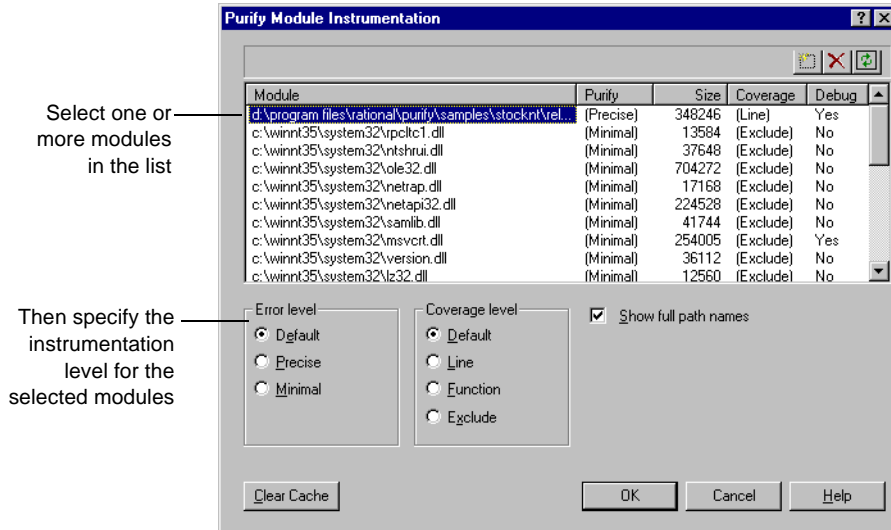 Purify Module Instrumentation
Module Purify Size Coverage Debug
d:\program files\rational\purify\samples\stocknt\rel... (Precise) 348246 (Line) Yes
c:\winnt35\system32\rpcltc1.dll (Minimal) 13584 (Exclude) No
c:\winnt35\system32\ntshrui.dll (Minimal) 37648 (Exclude) No
c:\winnt35\system32\ole32.dll (Minimal) 704272 (Exclude) No
c:\winnt35\system32\netrap.dll (Minimal) 17168 (Exclude) No
c:\winnt35\system32\netapi32.dll (Minimal) 224528 (Exclude) No
c:\winnt35\system32\samlib.dll (Minimal) 41744 (Exclude) No
c:\winnt35\system32\msvcrt.dll (Minimal) 254005 (Exclude) Yes
c:\winnt35\system32\version.dll (Minimal) 36112 (Exclude) No
c:\winnt35\system32\lz32.dll (Minimal) 12560 (Exclude) No
Select one or
more modules
in the list
Then specify the
instrumentation
level for the
selected modules
Error level
Default
Precise
Minimal
Coverage level
Default
Line
Function
Exclude
Show full path names
Clear Cache
OK
Cancel
Help